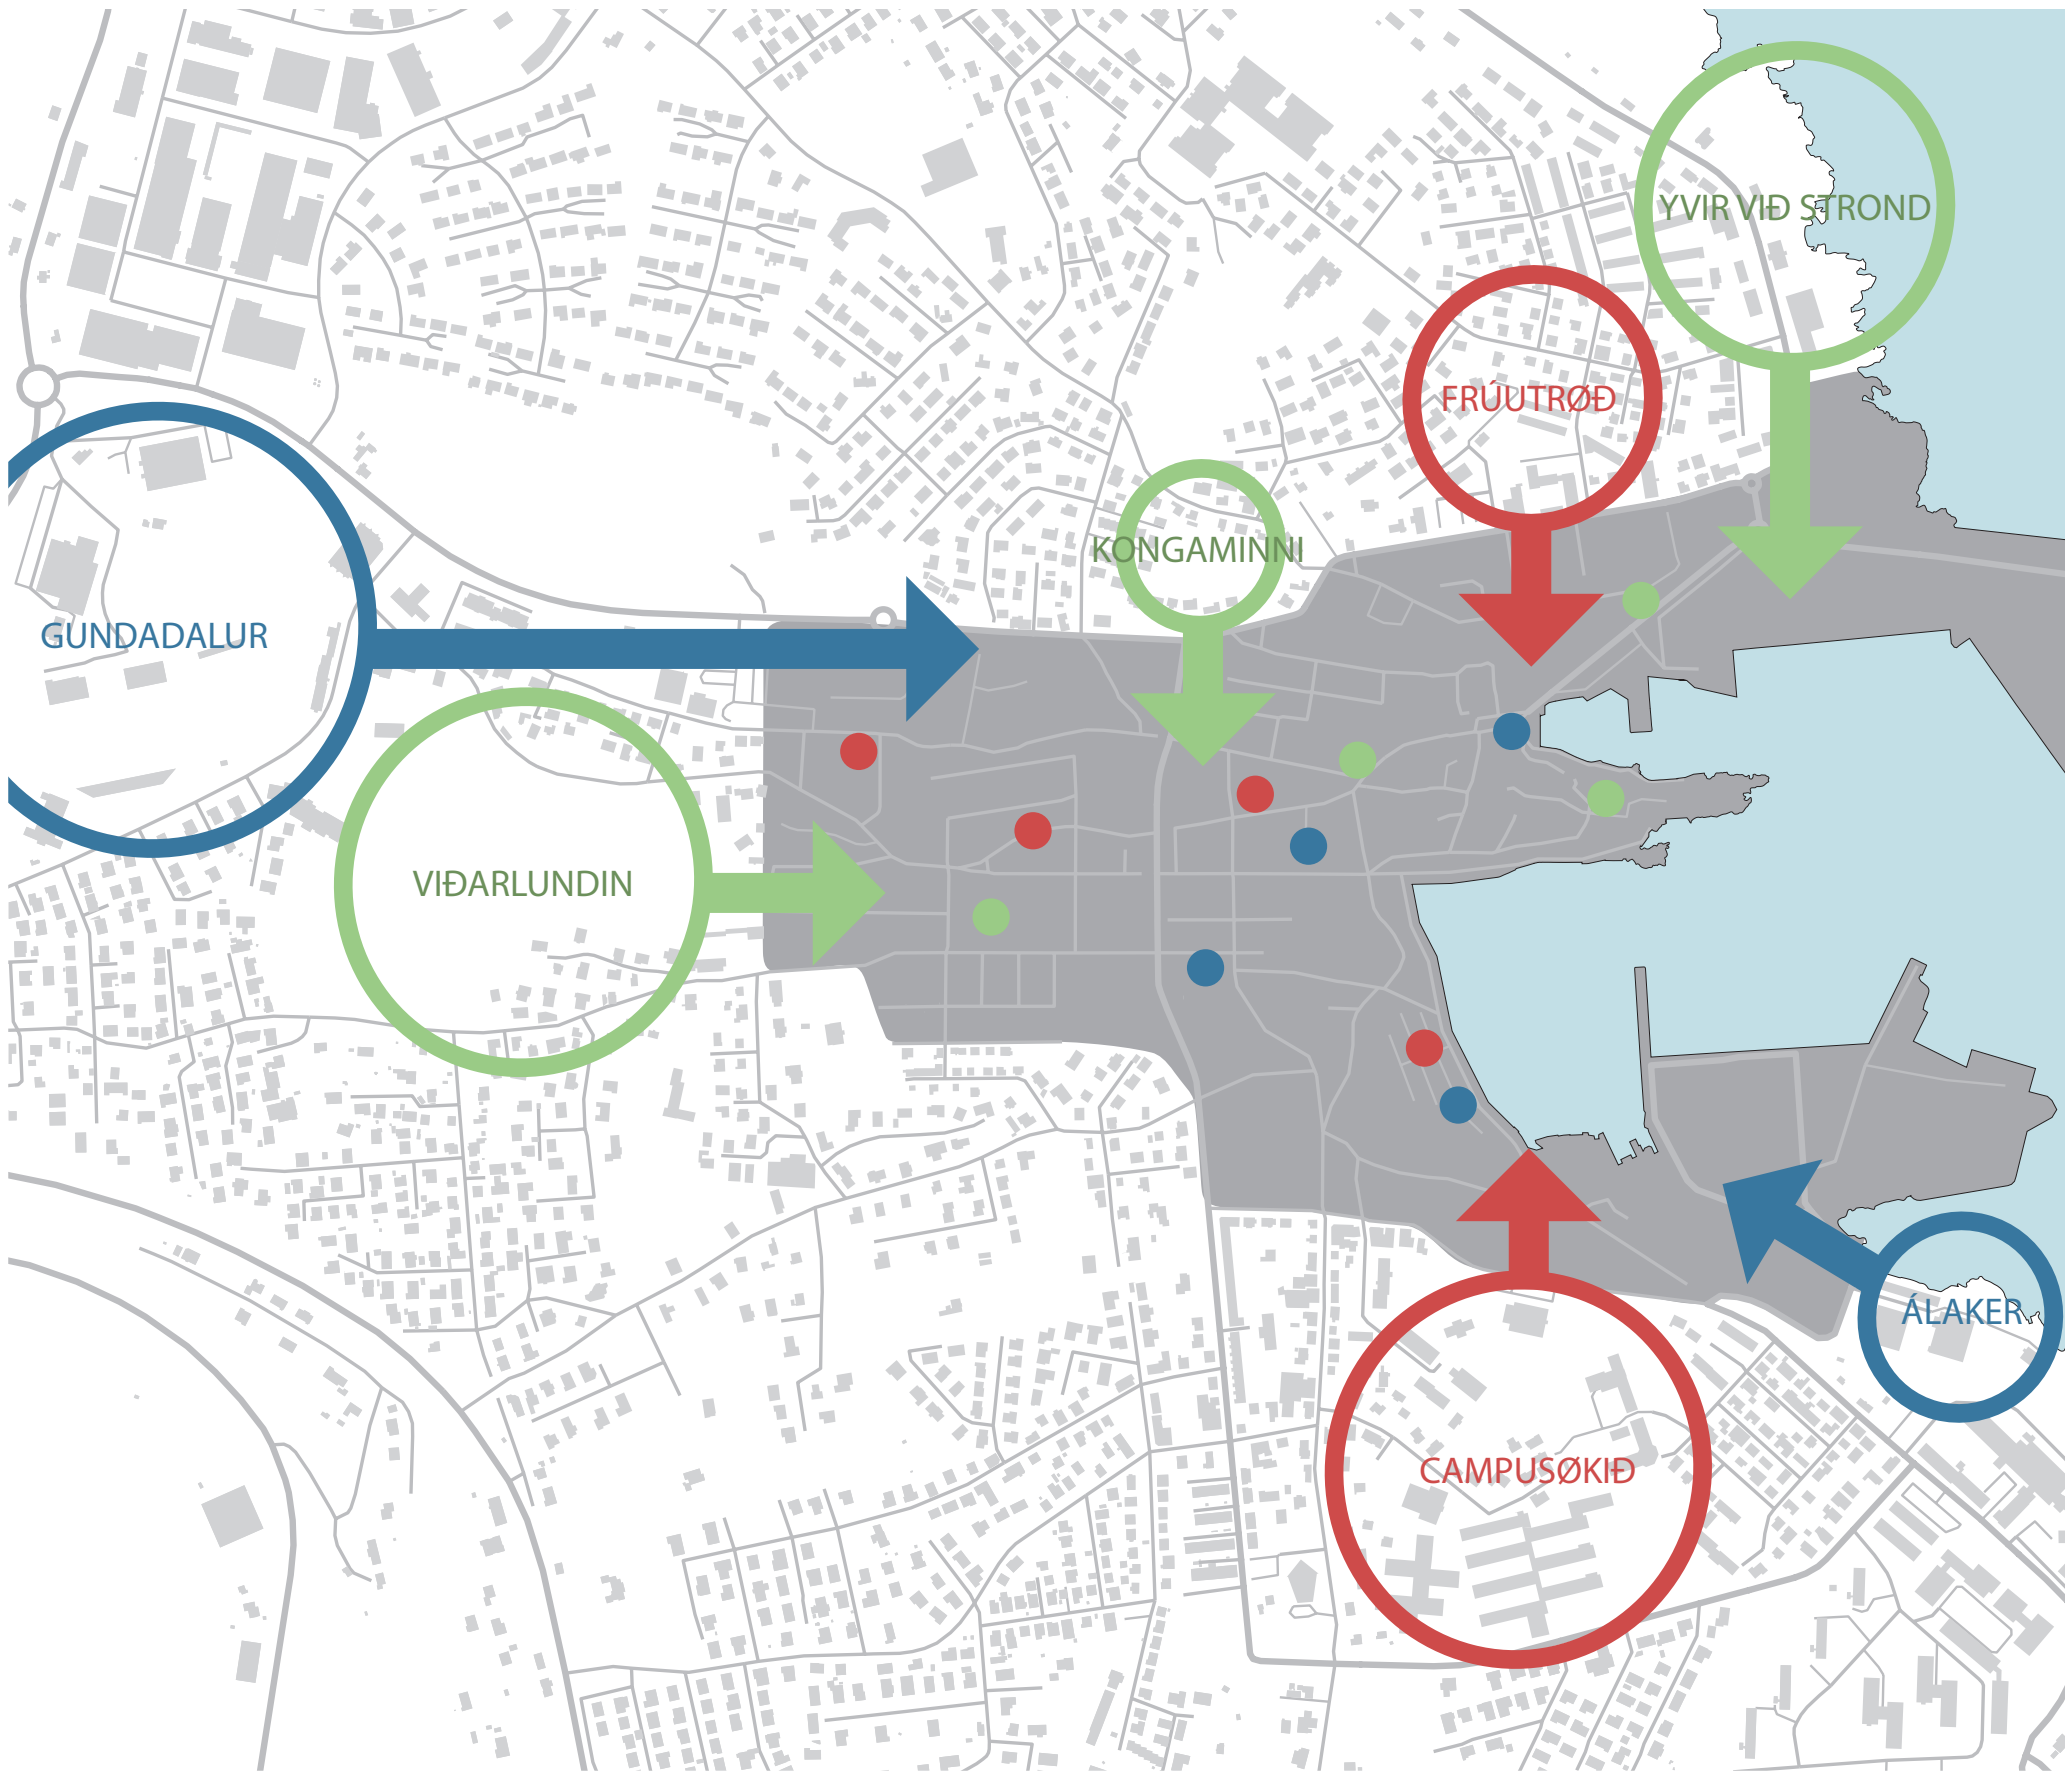 YVIR VIÐ STROND
FRÚUTRØÐ
KONGAMINNI
GUNDADALUR
VIÐARLUNDIN
ÁLAKER
CAMPUSØKIÐ